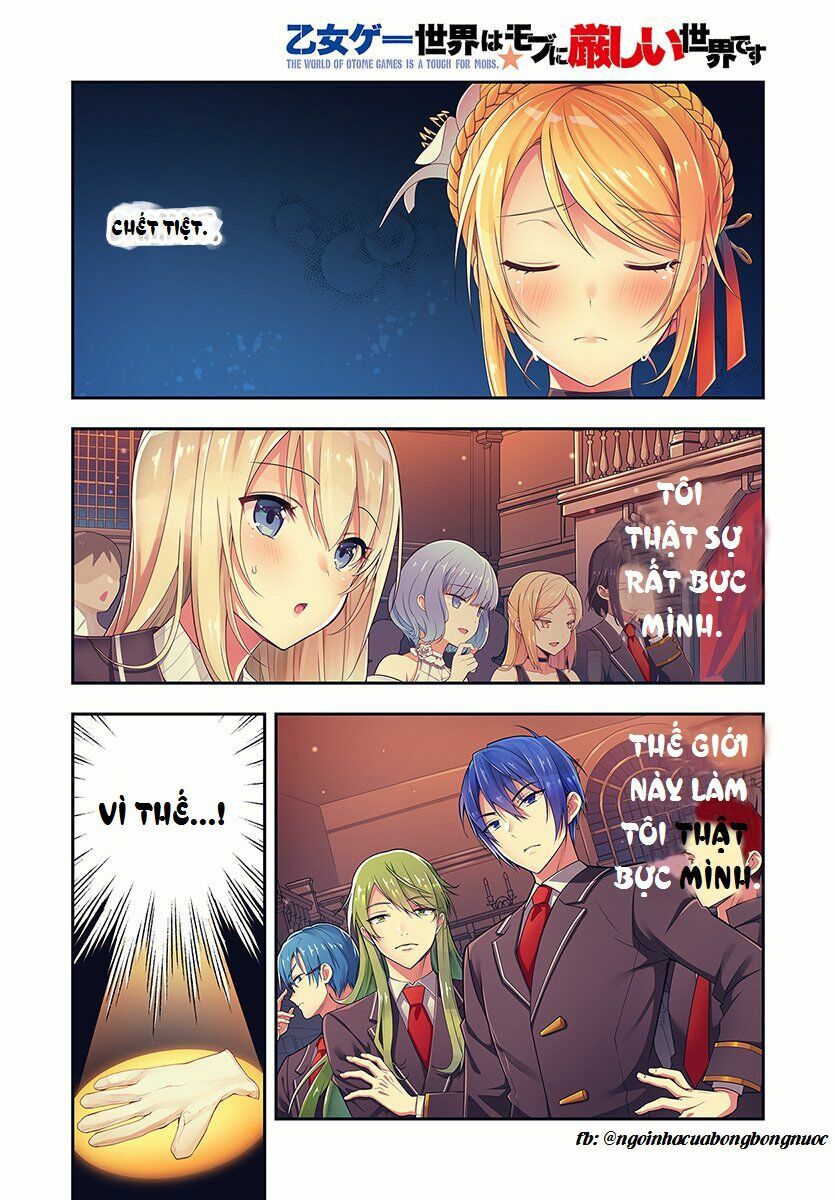 乙女ゲー世界はモブに厳しい世界です
THE WORLD OF OTOME GAMES IS A TOUGH FOR MOBS.
CHẾT TIỆT.
TÔI
THẬT SỰ
RẤT BỰC
MÌNH.
THẾ GIỚI
NÀY LÀM
TÔI THẬT
BỰC MÌNH.
VÌ THẾ...!
fb: @ngoinhacuabongbongnuoc